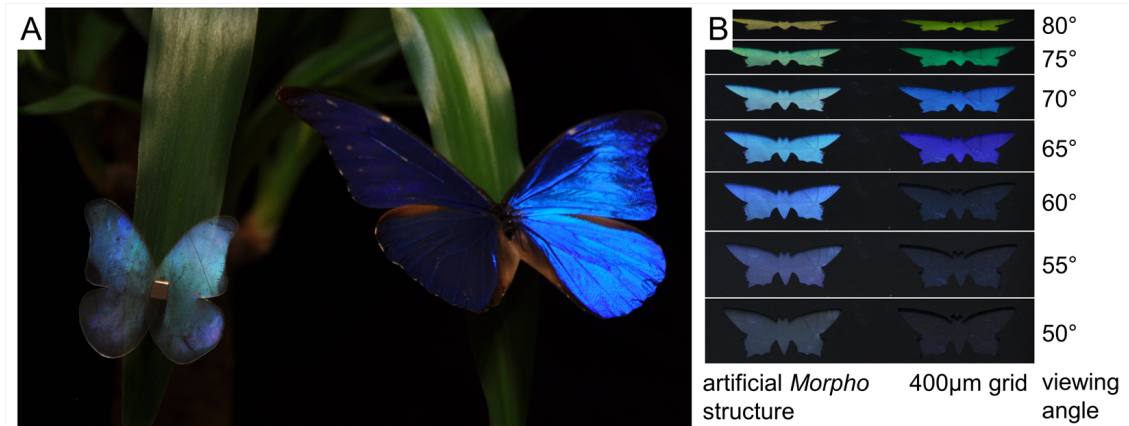 A
B
80°
75°
70°
65°
60°
55°
50°
artificial Morpho
structure
400μm grid
viewing
angle